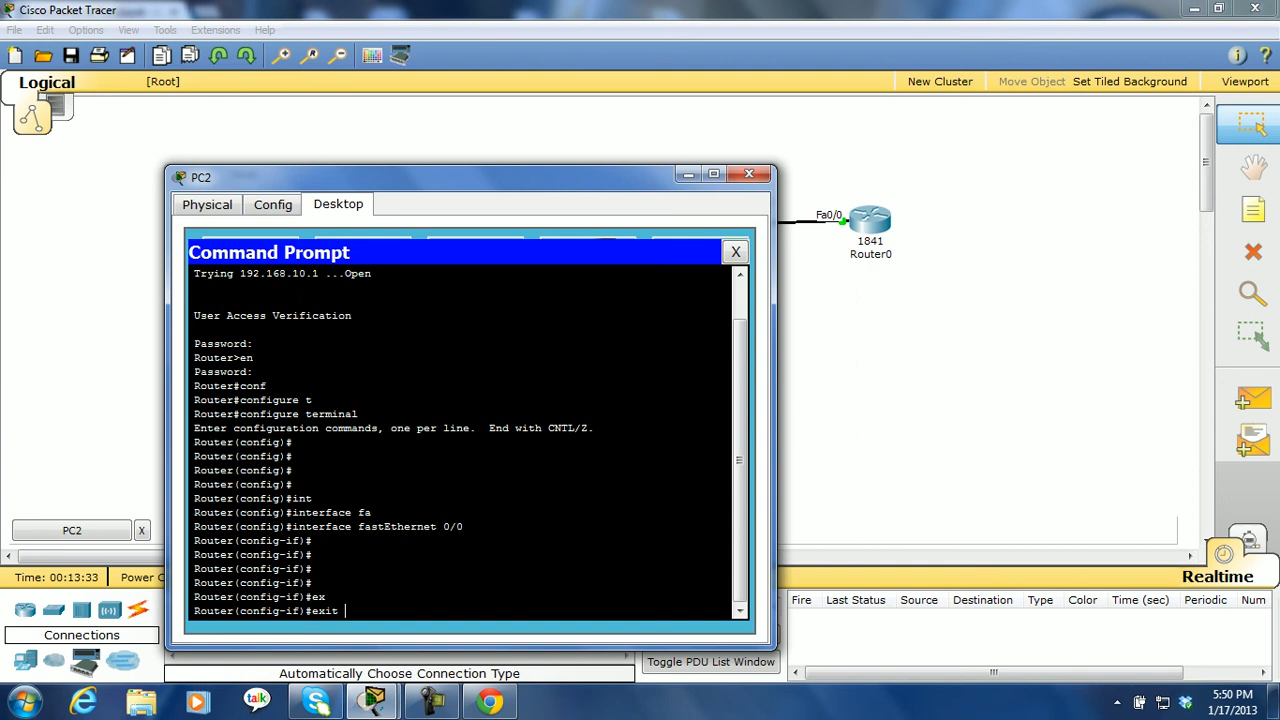 Cisco Packet Tracer
File Edit Options View Tools Extensions Help
Logical
[Root]
New Cluster
Move Object
Set Tiled Background
Viewport
PC2
Physical
Config
Desktop
Command Prompt
X
Trying 192.168.10.1 ...Open
User Access Verification
Password:
Router>en
Password:
Router#conf
Router#configure t
Router#configure terminal
Enter configuration commands, one per line.  End with CNTL/Z.
Router(config)#
Router(config)#
Router(config)#
Router(config)#
Router(config)#int
Router(config)#interface fa
Router(config)#interface fastEthernet 0/0
Router(config-if)#
Router(config-if)#
Router(config-if)#
Router(config-if)#
Router(config-if)#ex
Router(config-if)#exit
Fa0/0
1841
Router0
PC2
X
Time: 00:13:33
Power C
Realtime
Connections
Automatically Choose Connection Type
Toggle PDU List Window
Fire Last Status Source Destination Type Color Time (sec) Periodic Num
talk
5:50 PM
1/17/2013